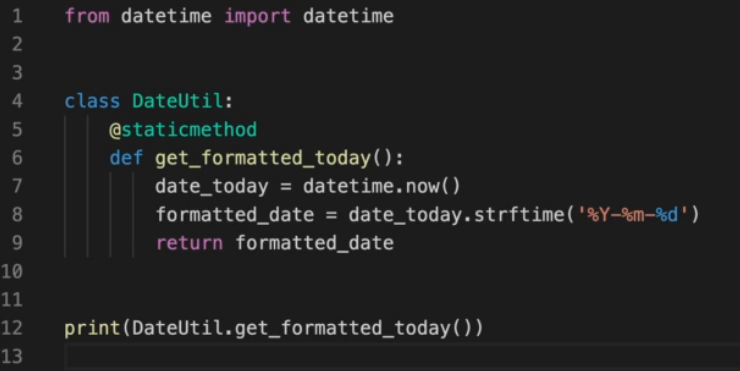 1 from datetime import datetime
2
3
4 class DateUtil:
5     @staticmethod
6     def get_formatted_today():
7         date_today = datetime.now()
8         formatted_date = date_today.strftime('%Y-%m-%d')
9         return formatted_date
10
11
12 print(DateUtil.get_formatted_today())
13